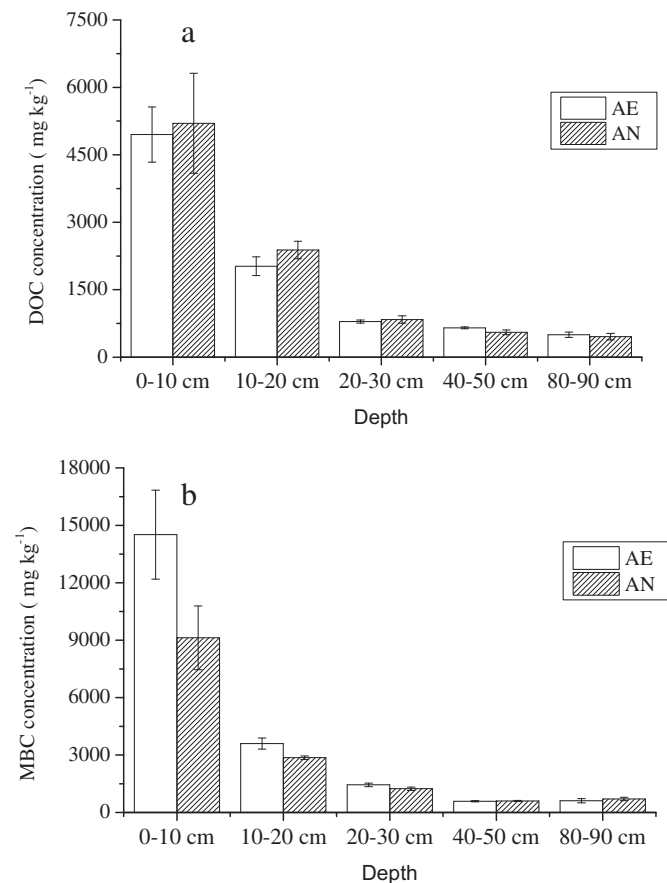 a
7500
6000
4500
3000
1500
0
DOC concentration ( mg kg⁻¹)
AE
AN
0-10 cm 10-20 cm 20-30 cm 40-50 cm 80-90 cm
Depth
b
18000
15000
12000
9000
6000
3000
0
MBC concentration ( mg kg⁻¹)
AE
AN
0-10 cm 10-20 cm 20-30 cm 40-50 cm 80-90 cm
Depth